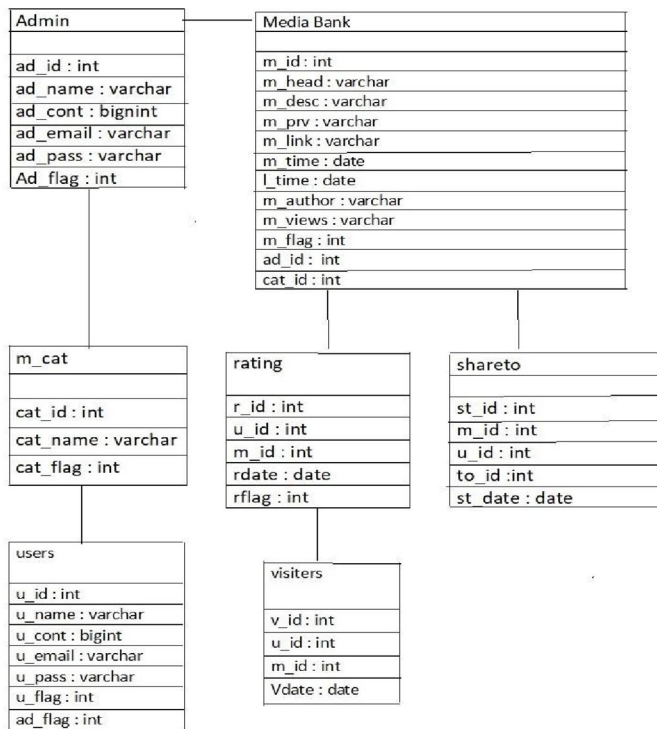 Admin
ad_id : int
ad_name : varchar
ad_cont : bignint
ad_email : varchar
ad_pass : varchar
Ad_flag : int
Media Bank
m_id : int
m_head : varchar
m_desc : varchar
m_prv : varchar
m_link : varchar
m_time : date
l_time : date
m_author : varchar
m_views : varchar
m_flag : int
ad_id : int
cat_id : int
m_cat
cat_id : int
cat_name : varchar
cat_flag : int
rating
r_id : int
u_id : int
m_id : int
rdate : date
rflag : int
shareto
st_id : int
m_id : int
u_id : int
to_id :int
st_date : date
users
u_id : int
u_name : varchar
u_cont : bigint
u_email : varchar
u_pass : varchar
u_flag : int
ad_flag : int
visiters
v_id : int
u_id : int
m_id : int
Vdate : date